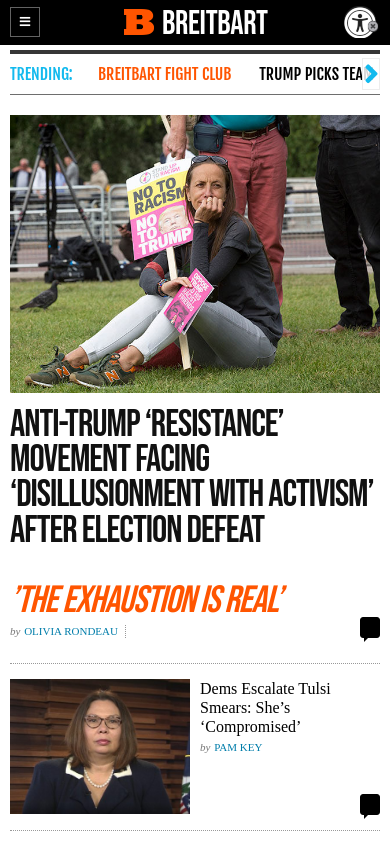 BREITBART
TRENDING: BREITBART FIGHT CLUB TRUMP PICKS TEA
NO TO
RACISM
NO TO
TRUMP
ANTI-TRUMP ‘RESISTANCE’
MOVEMENT FACING
‘DISILLUSIONMENT WITH ACTIVISM’
AFTER ELECTION DEFEAT
’THE EXHAUSTION IS REAL’
by OLIVIA RONDEAU
Dems Escalate Tulsi
Smears: She’s
‘Compromised’
by PAM KEY